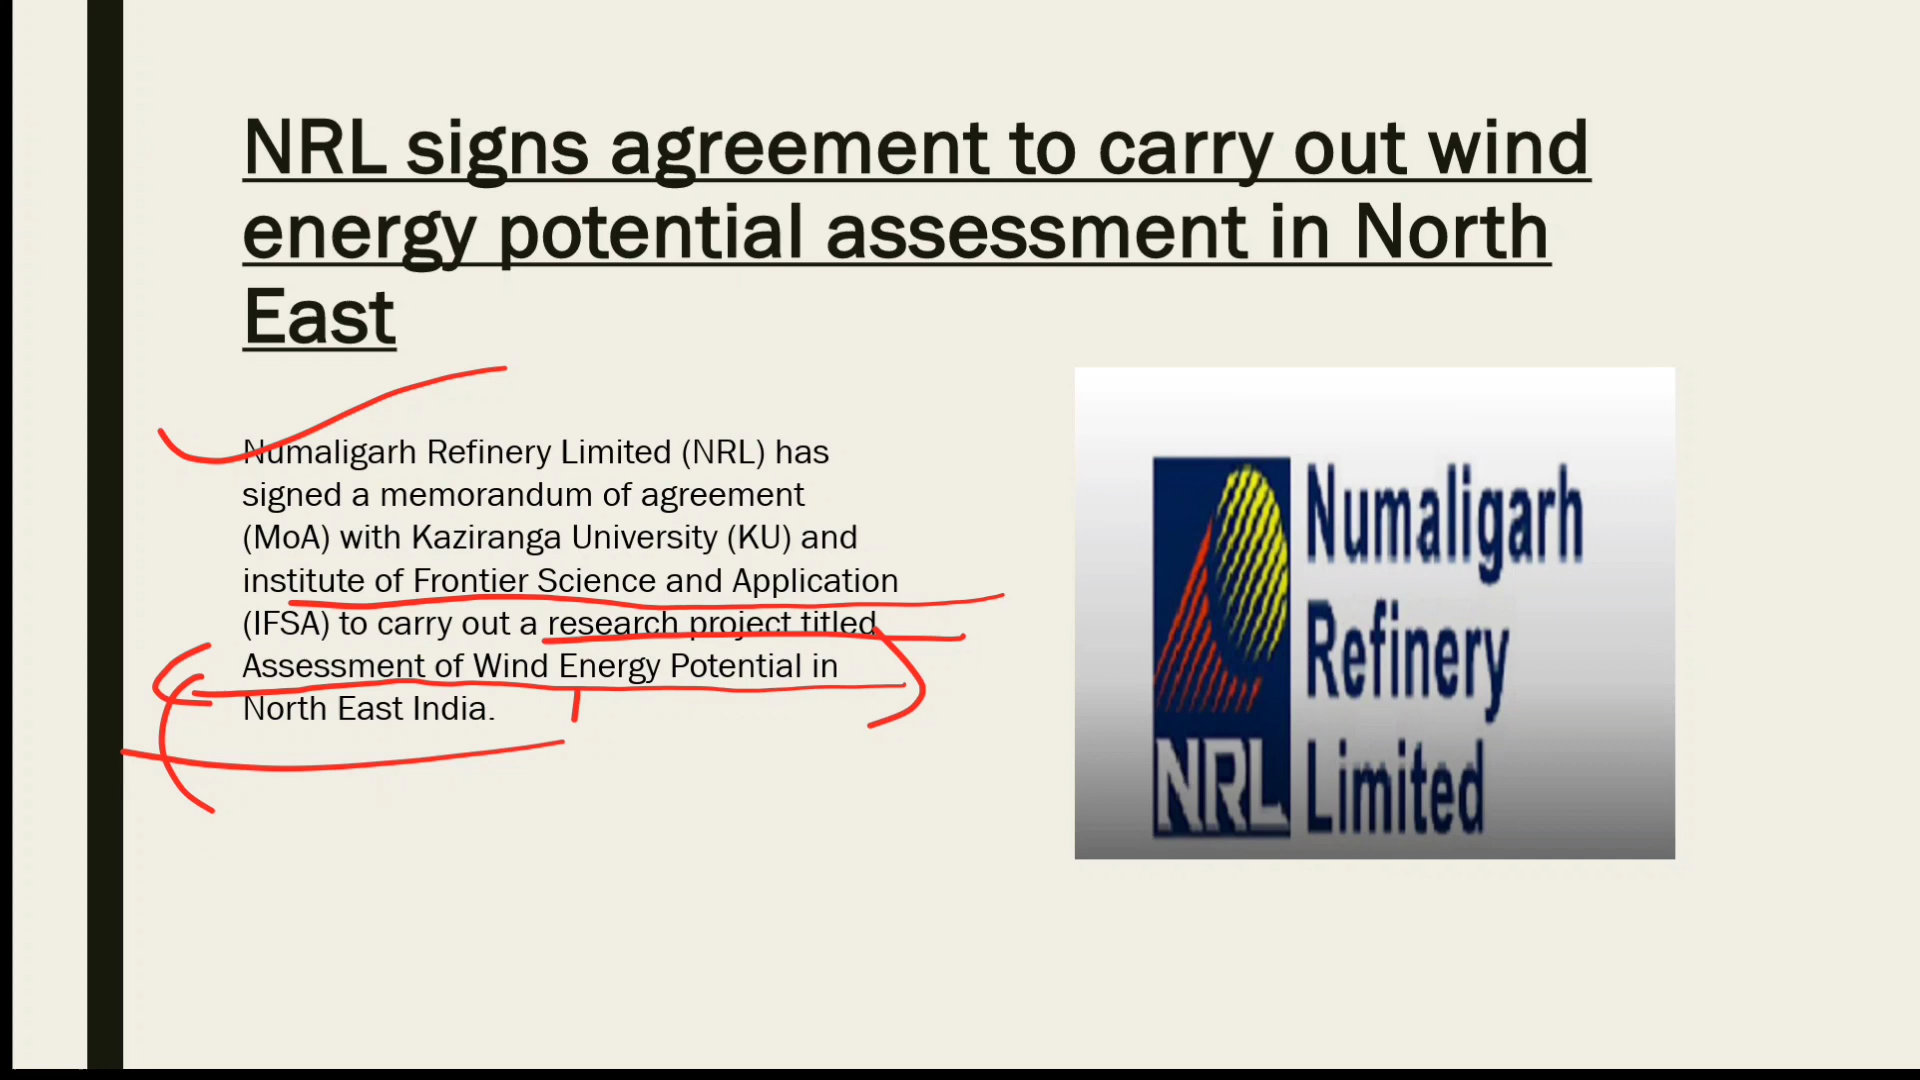 NRL signs agreement to carry out wind
energy potential assessment in North
East
Numaligarh Refinery Limited (NRL) has
signed a memorandum of agreement
(MoA) with Kaziranga University (KU) and
institute of Frontier Science and Application
(IFSA) to carry out a research project titled
Assessment of Wind Energy Potential in
North East India.
Numaligarh
Refinery
Limited
NRL